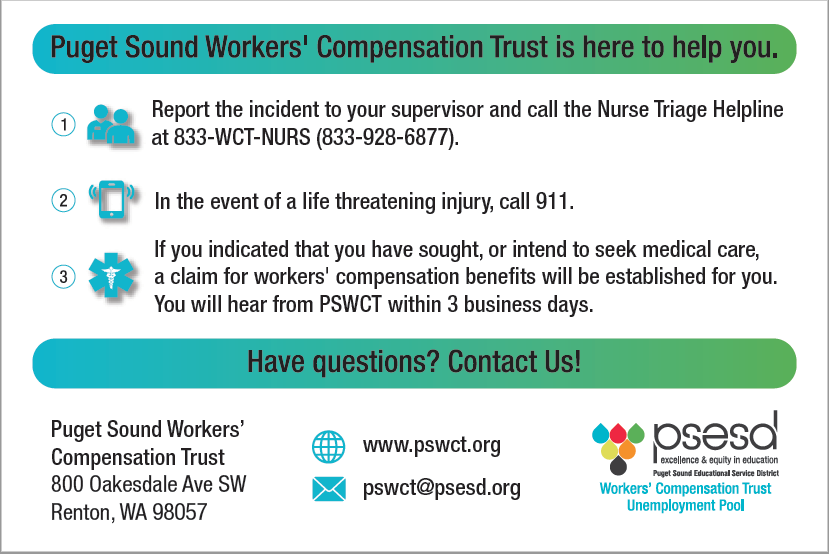 Puget Sound Workers' Compensation Trust is here to help you.
1
Report the incident to your supervisor and call the Nurse Triage Helpline
at 833-WCT-NURS (833-928-6877).
2
In the event of a life threatening injury, call 911.
3
If you indicated that you have sought, or intend to seek medical care,
a claim for workers' compensation benefits will be established for you.
You will hear from PSWCT within 3 business days.
Have questions? Contact Us!
Puget Sound Workers’
Compensation Trust
800 Oakesdale Ave SW
Renton, WA 98057
www.pswct.org
pswct@psesd.org
psesd
excellence & equity in education
Puget Sound Educational Service District
Workers' Compensation Trust
Unemployment Pool